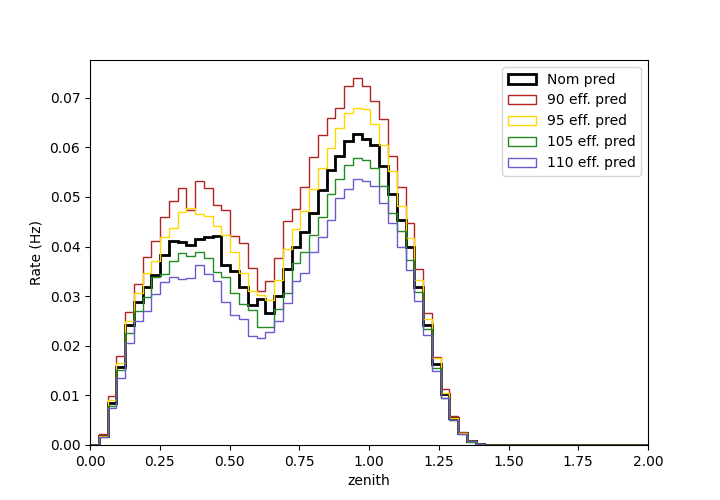 Nom pred
90 eff. pred
95 eff. pred
105 eff. pred
110 eff. pred
0.07
0.06
0.05
0.04
0.03
0.02
0.01
0.00
Rate (Hz)
0.00 0.25 0.50 0.75 1.00 1.25 1.50 1.75 2.00
zenith